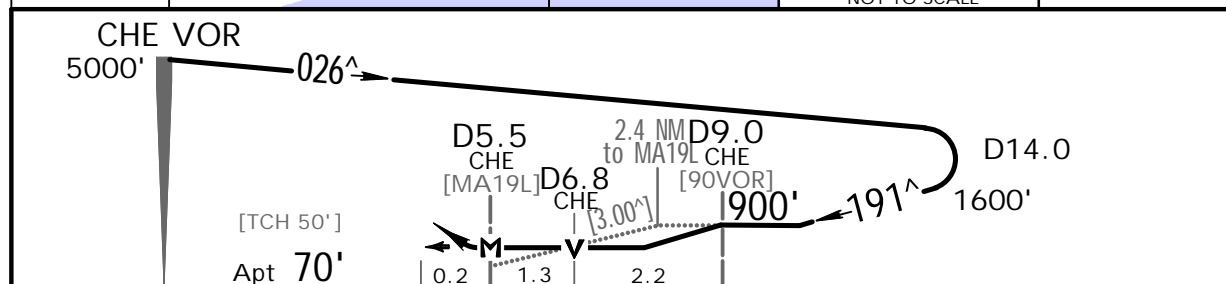 NOT TO SCALE
CHE VOR
5000'
026^
D14.0
1600'
191^
2.4 NM
to MA19L
D9.0
CHE
[90VOR]
900'
D5.5
CHE
[MA19L]
D6.8
CHE
[3.00^]
[TCH 50']
M
V
Apt 70'
0.2
1.3
2.2